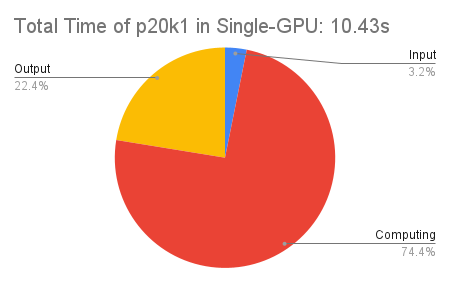 Total Time of p20k1 in Single-GPU: 10.43s
Input
3.2%
Output
22.4%
Computing
74.4%